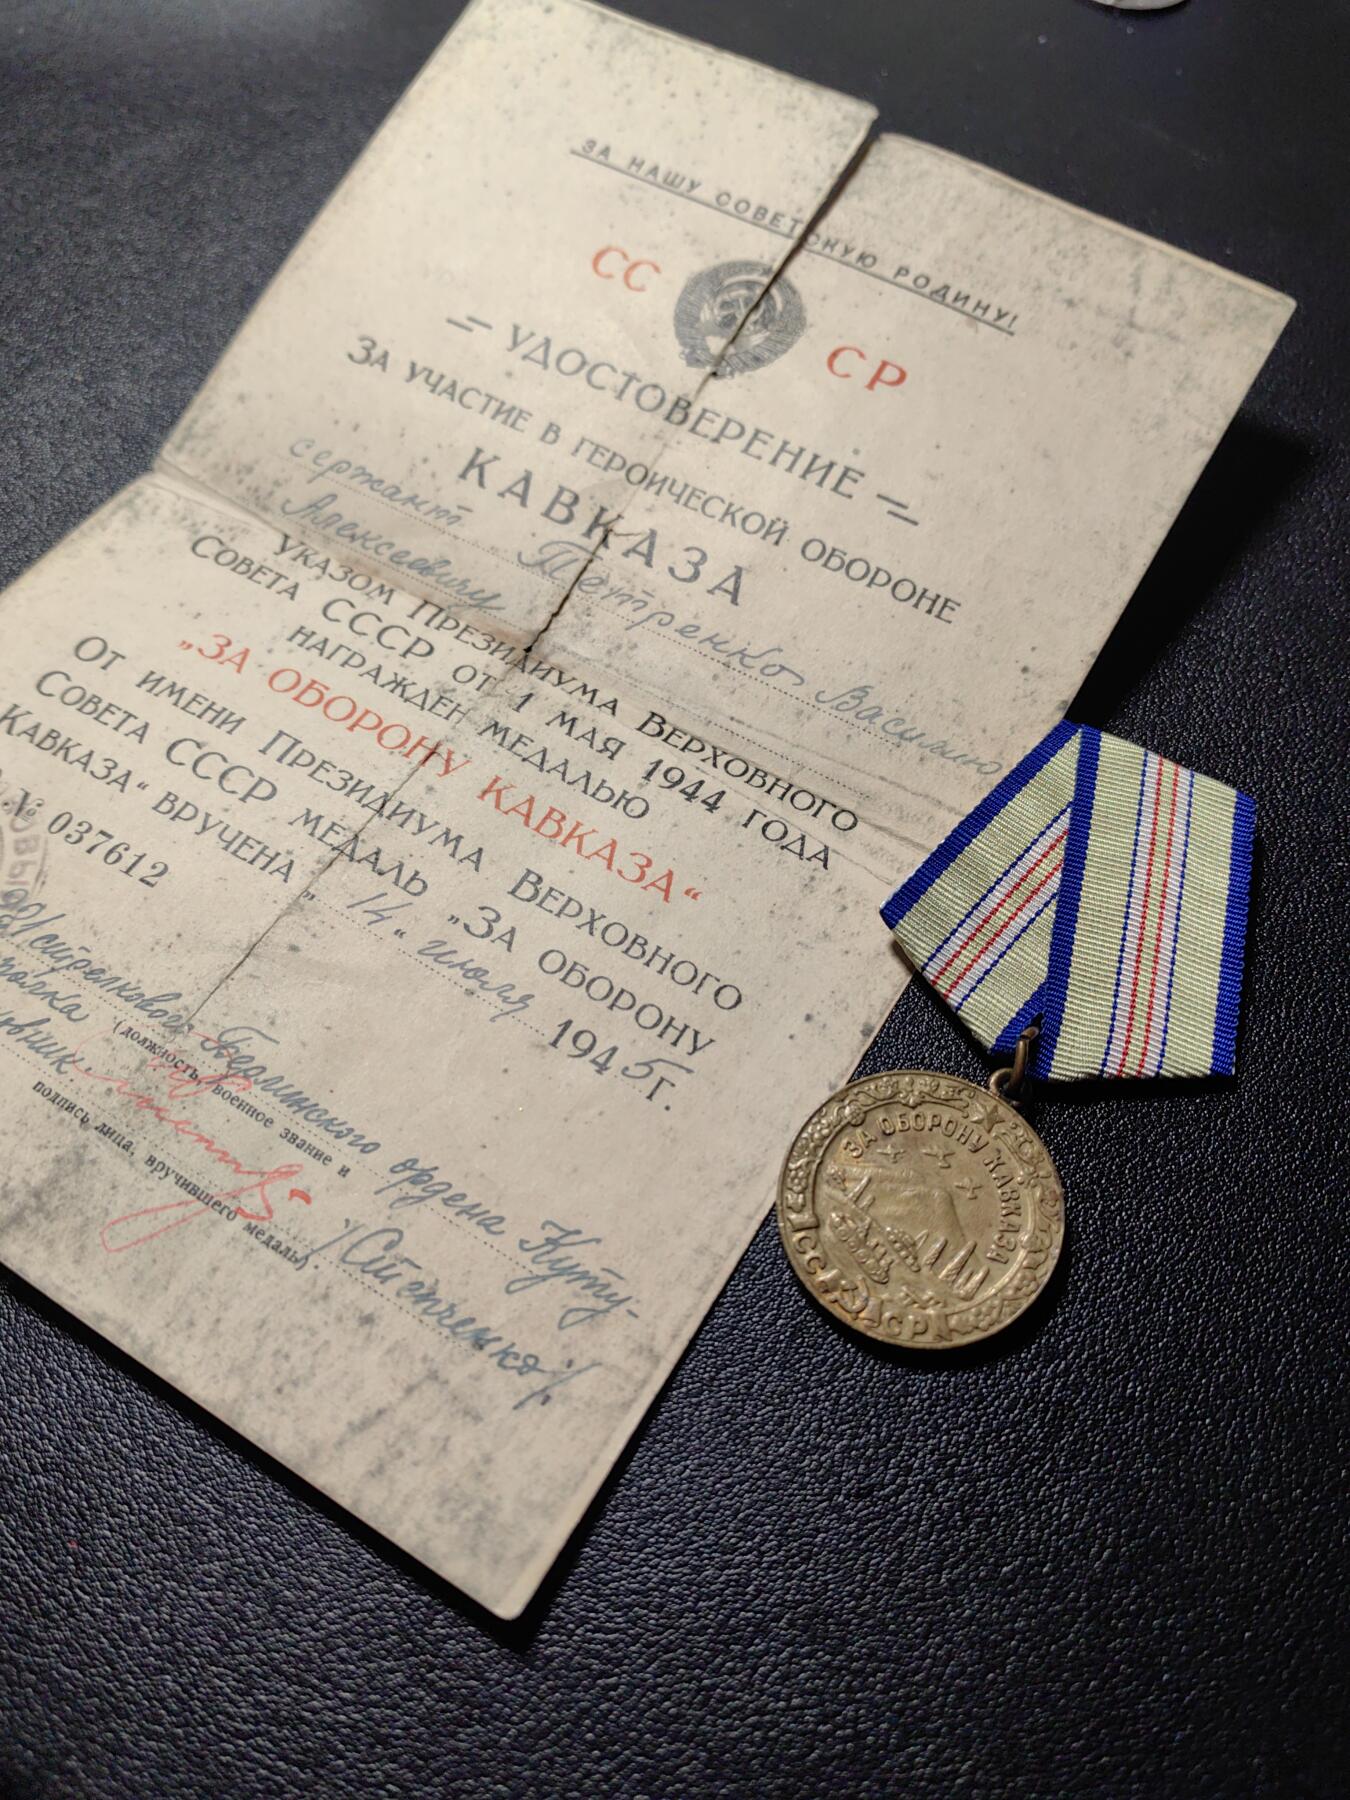 ЗА НАШУ СОВЕТСКУЮ РОДИНУ!
СС СР
УДОСТОВЕРЕНИЕ
ЗА УЧАСТИЕ В ГЕРОИЧЕСКОЙ ОБОРОНЕ
КАВКАЗА
сержант Петренко Василию
Алексеевичу
УКАЗОМ ПРЕЗИДИУМА ВЕРХОВНОГО
СОВЕТА СССР ОТ 1 МАЯ 1944 ГОДА
НАГРАЖДЕН МЕДАЛЬЮ
„ЗА ОБОРОНУ КАВКАЗА“
ОТ ИМЕНИ ПРЕЗИДИУМА ВЕРХОВНОГО
СОВЕТА СССР МЕДАЛЬ „ЗА ОБОРОНУ
КАВКАЗА“ ВРУЧЕНА „14“ июля 1945г.
№ 037612
стрелкового Берлинского ордена Куту-
(должность, военное звание и
подпись лица, вручившего медаль)
ЗА ОБОРОНУ КАВКАЗА
СССР